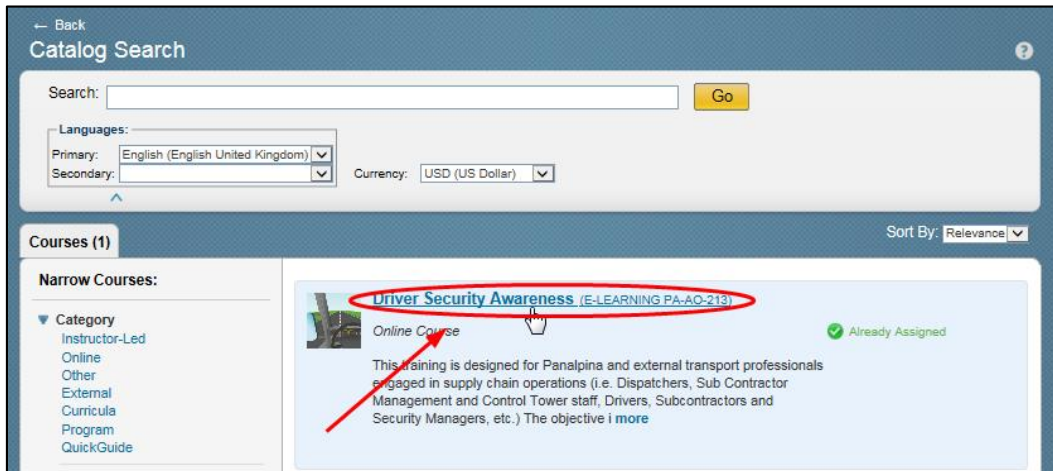 ← Back
Catalog Search
?
Search:
Go
Languages:
Primary: English (English United Kingdom)
Secondary:
Currency: USD (US Dollar)
Courses (1)
Sort By: Relevance
Narrow Courses:
Category
Instructor-Led
Online
Other
External
Curricula
Program
QuickGuide
Driver Security Awareness (E-LEARNING PA-AO-213)
Online Course
Already Assigned
This training is designed for Panalpina and external transport professionals
engaged in supply chain operations (i.e. Dispatchers, Sub Contractor
Management and Control Tower staff, Drivers, Subcontractors and
Security Managers, etc.) The objective i more